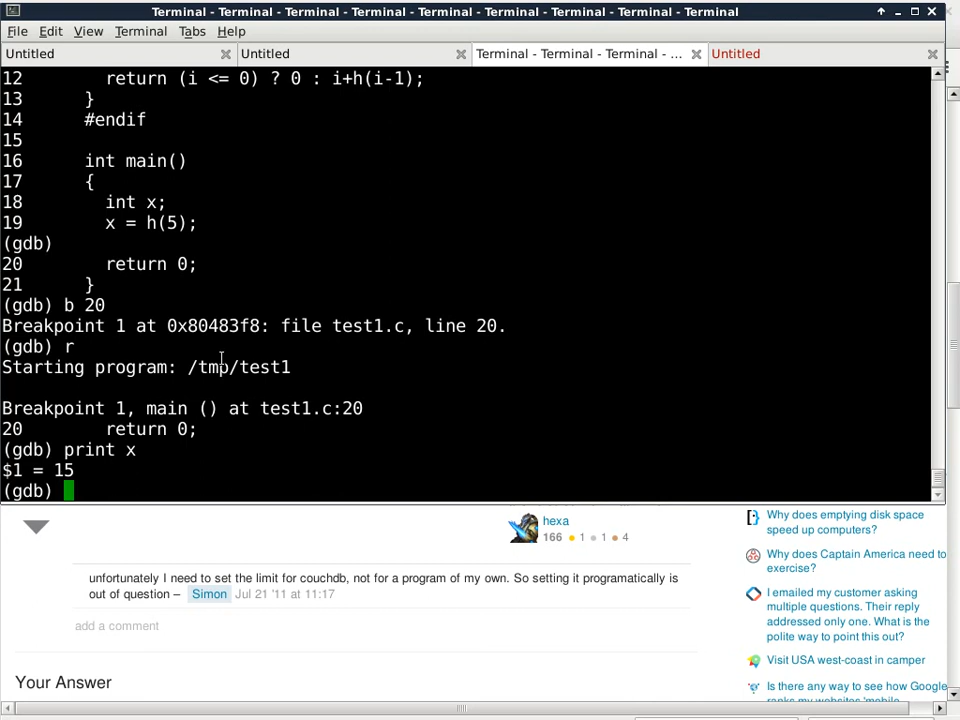 Terminal - Terminal - Terminal - Terminal - Terminal - Terminal - Terminal - Terminal
File Edit View Terminal Tabs Help
Untitled Untitled Terminal - Terminal - Terminal - ... Untitled
12 return (i <= 0) ? 0 : i+h(i-1);
13 }
14 #endif
15
16 int main()
17 {
18 int x;
19 x = h(5);
(gdb)
20 return 0;
21 }
(gdb) b 20
Breakpoint 1 at 0x80483f8: file test1.c, line 20.
(gdb) r
Starting program: /tmp/test1
Breakpoint 1, main () at test1.c:20
20 return 0;
(gdb) print x
$1 = 15
(gdb)
hexa
166 1 1 4
unfortunately I need to set the limit for couchdb, not for a program of my own. So setting it programatically is
out of question – Simon Jul 21 '11 at 11:17
add a comment
Your Answer
Why does emptying disk space
speed up computers?
Why does Captain America need to
exercise?
I emailed my customer asking
multiple questions. Their reply
addressed only one. What is the
polite way to point this out?
Visit USA west-coast in camper
Is there any way to see how Google
ranks my websites 'mobile